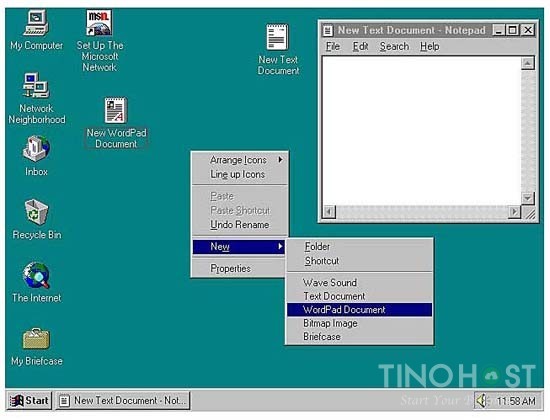 My Computer
msn.
Set Up The
Microsoft
Network
New Text
Document
New Text Document - Notepad
File Edit Search Help
Network
Neighborhood
New WordPad
Document
Inbox
Recycle Bin
The Internet
My Briefcase
Arrange Icons
Line up Icons
Paste
Paste Shortcut
Undo Rename
New
Properties
Folder
Shortcut
Wave Sound
Text Document
WordPad Document
Bitmap Image
Briefcase
TINOHOST
Start New Text Document - Not... 11:58 AM